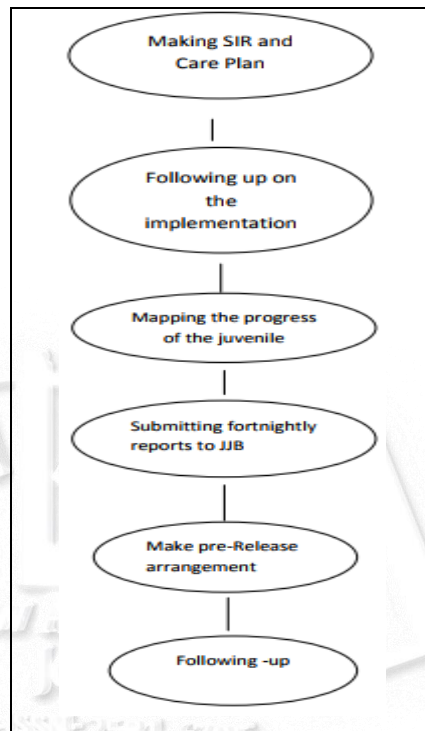 Making SIR and
Care Plan
Following up on
the
implementation
Mapping the progress
of the juvenile
Submitting fortnightly
reports to JJB
Make pre-Release
arrangement
Following -up